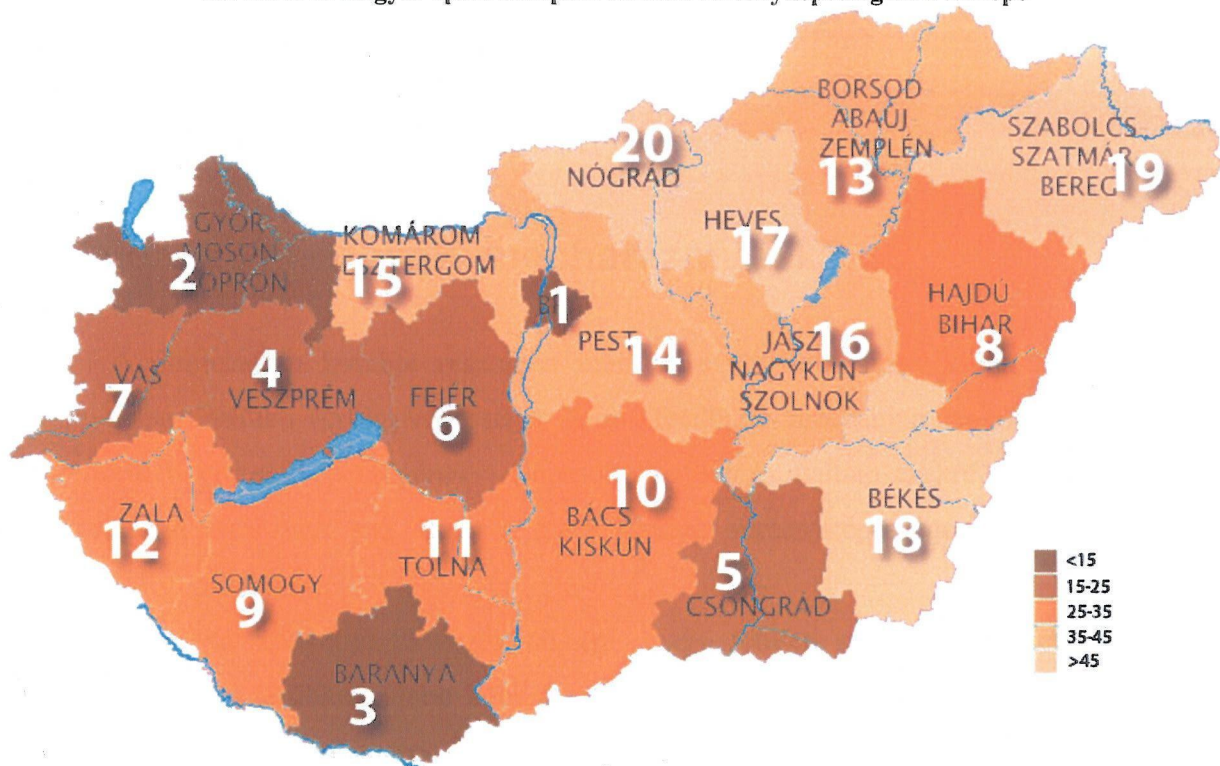 BORSOD
ABAÚJ
ZEMPLÉN
13
SZABOLCS
SZATMÁR
BEREG
19
20
NÓGRÁD
HEVES
17
GYŐR
MOSON
SOPRON
2
KOMÁROM
ESZTERGOM
15
1
HAJDÚ
BIHAR
8
PEST
14
JÁSZ
16
NAGYKUN
SZOLNOK
VAS
7
4
VESZPRÉM
FEJÉR
6
10
BÁCS
KISKUN
BÉKÉS
18
ZALA
12
11
TOLNA
5
CSONGRÁD
SOMOGY
9
BARANYA
3
<15
15-25
25-35
35-45
>45